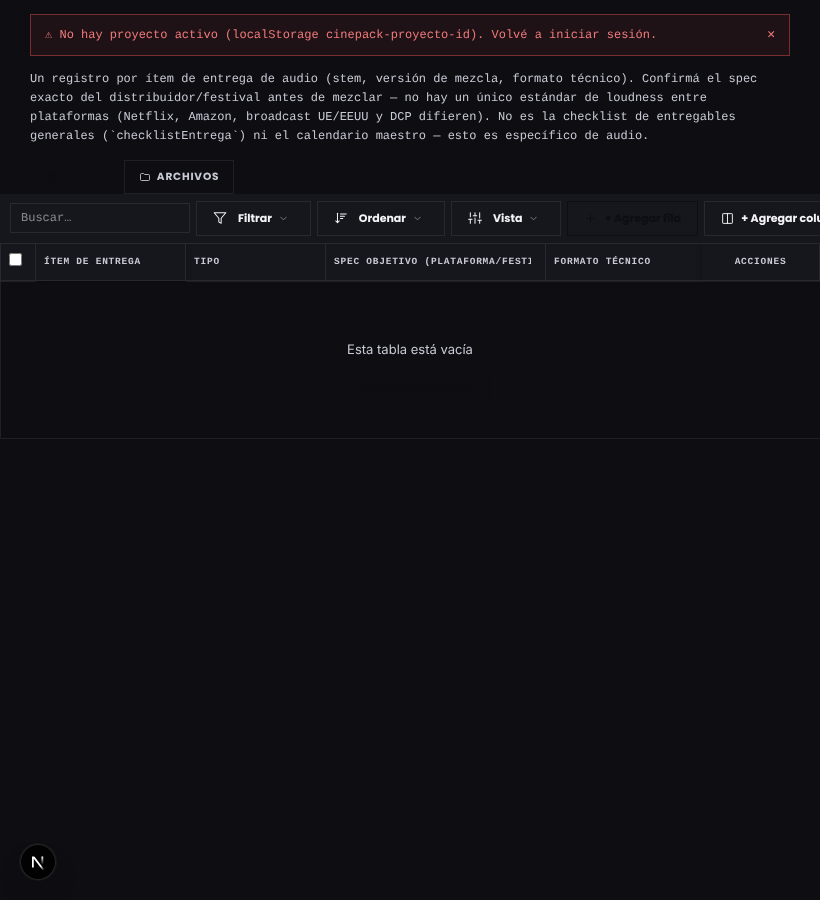 ⚠ No hay proyecto activo (localStorage cinepack-proyecto-id). Volvé a iniciar sesión. ×
Un registro por ítem de entrega de audio (stem, versión de mezcla, formato técnico). Confirmá el spec
exacto del distribuidor/festival antes de mezclar — no hay un único estándar de loudness entre
plataformas (Netflix, Amazon, broadcast UE/EEUU y DCP difieren). No es la checklist de entregables
generales (`checklistEntrega`) ni el calendario maestro — esto es específico de audio.
ARCHIVOS
Buscar… Filtrar Ordenar Vista + Agregar fila + Agregar colu
ÍTEM DE ENTREGA TIPO SPEC OBJETIVO (PLATAFORMA/FESTI FORMATO TÉCNICO ACCIONES
Esta tabla está vacía
N